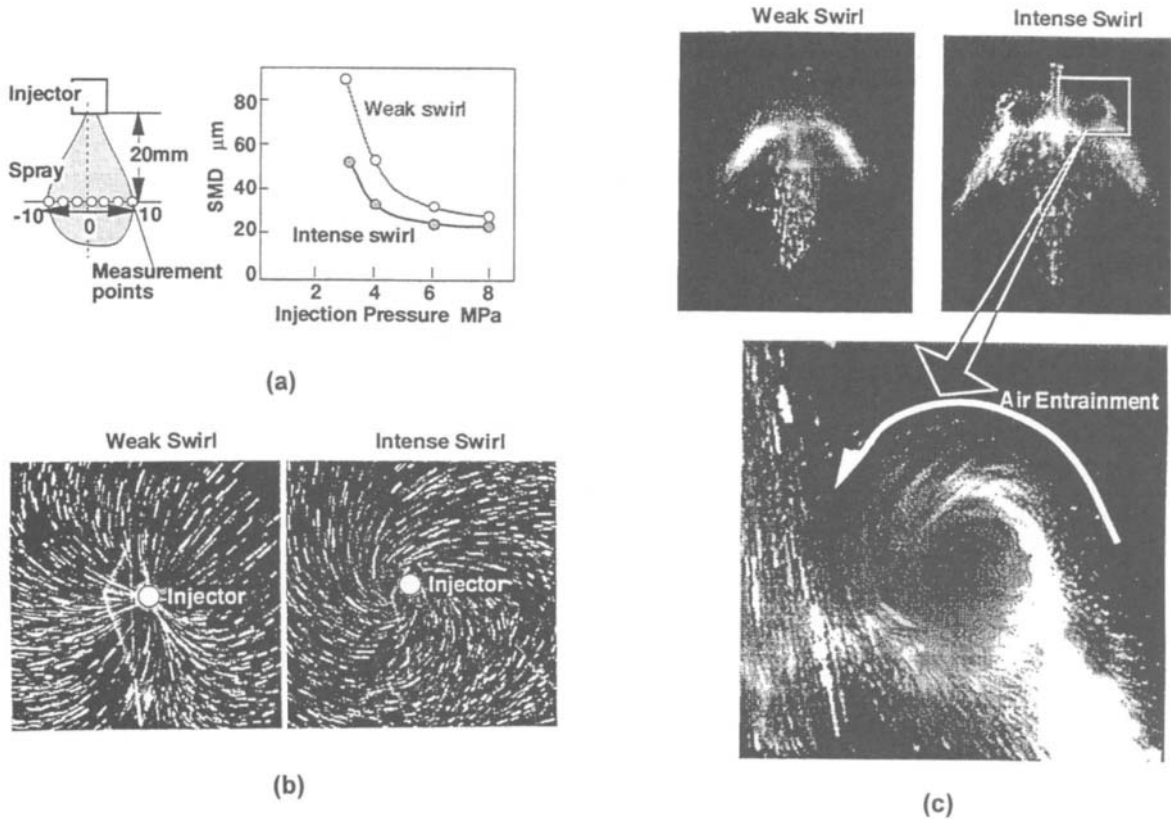 Injector
20mm
Spray
-10
0
10
Measurement
points
80
60
40
20
0
SMD μm
Weak swirl
Intense swirl
2
4
6
8
Injection Pressure MPa
(a)
Weak Swirl
Intense Swirl
Injector
Injector
(b)
Weak Swirl
Intense Swirl
Air Entrainment
(c)